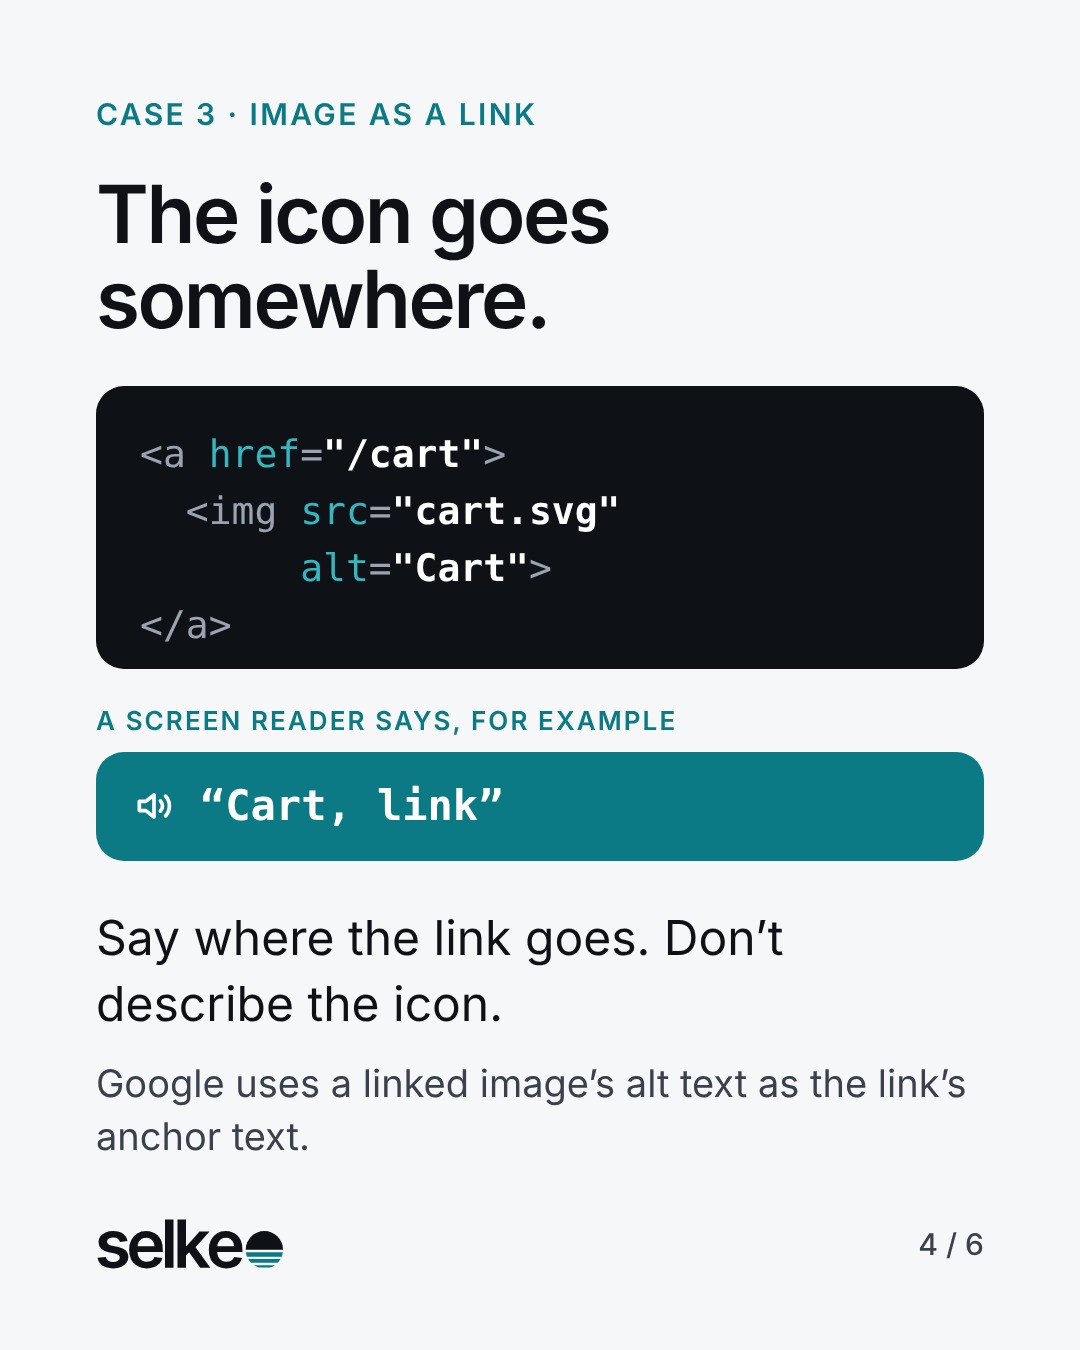 CASE 3 · IMAGE AS A LINK
The icon goes
somewhere.
<a href="/cart">
  <img src="cart.svg"
       alt="Cart">
</a>
A SCREEN READER SAYS, FOR EXAMPLE
“Cart, link”
Say where the link goes. Don’t
describe the icon.
Google uses a linked image’s alt text as the link’s
anchor text.
selkeo
4 / 6